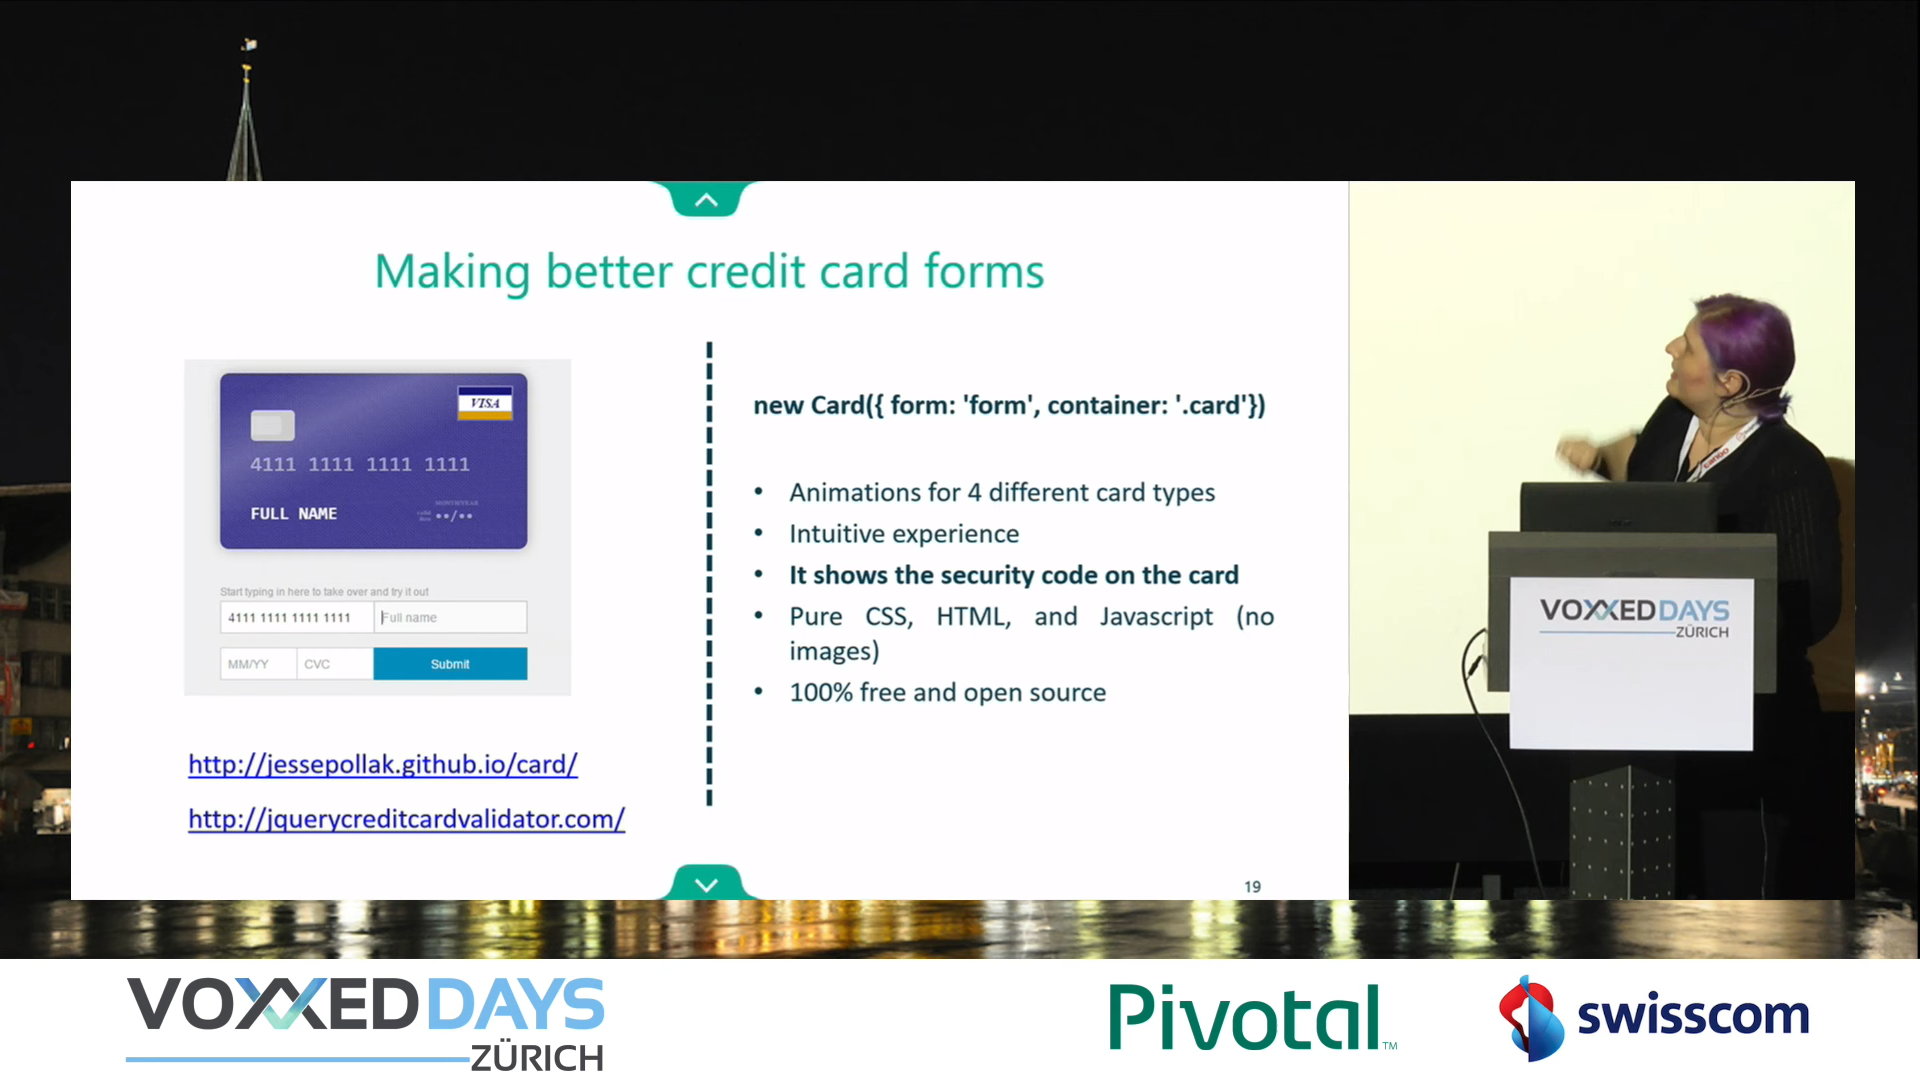 Making better credit card forms
VISA
4111 1111 1111 1111
MONTH/YEAR
FULL NAME
••/••
Start typing in here to take over and try it out
4111 1111 1111 1111
Full name
MM/YY
CVC
Submit
http://jessepollak.github.io/card/
http://jquerycreditcardvalidator.com/
new Card({ form: 'form', container: '.card'})
• Animations for 4 different card types
• Intuitive experience
• It shows the security code on the card
• Pure CSS, HTML, and Javascript (no
images)
• 100% free and open source
19
VOXXED DAYS
ZÜRICH
VOXXED DAYS
ZÜRICH
Pivotal™
swisscom